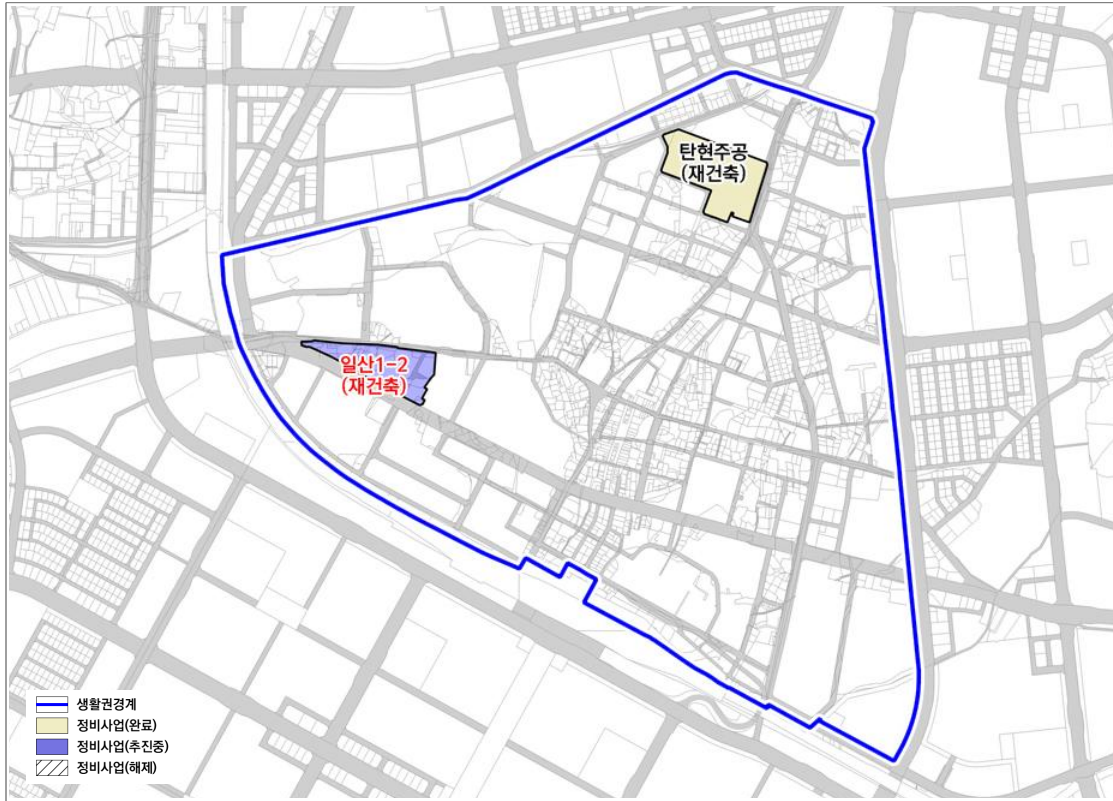 탄현주공
(재건축)
일산1-2
(재건축)
생활권경계
정비사업(완료)
정비사업(추진중)
정비사업(해제)